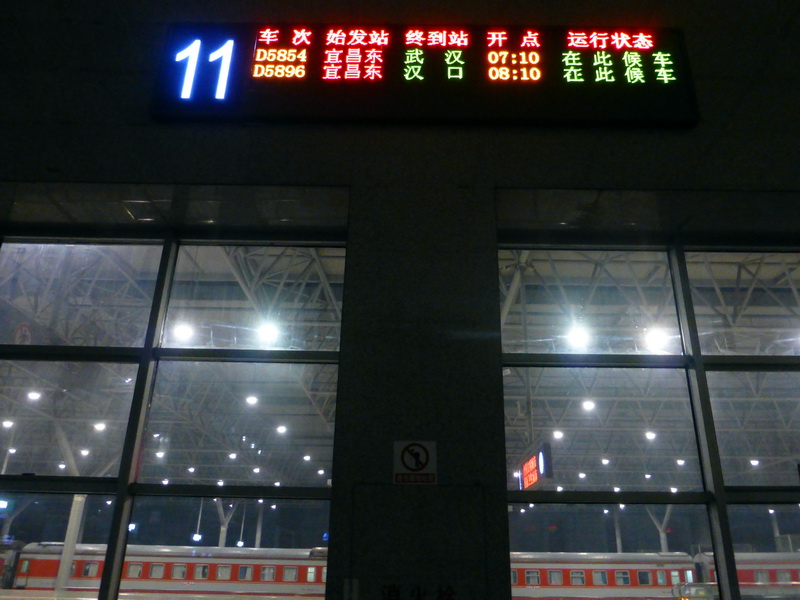 11
车次 始发站 终到站 开点 运行状态
D5854 宜昌东 武汉 07:10 在此候车
D5896 宜昌东 汉口 08:10 在此候车